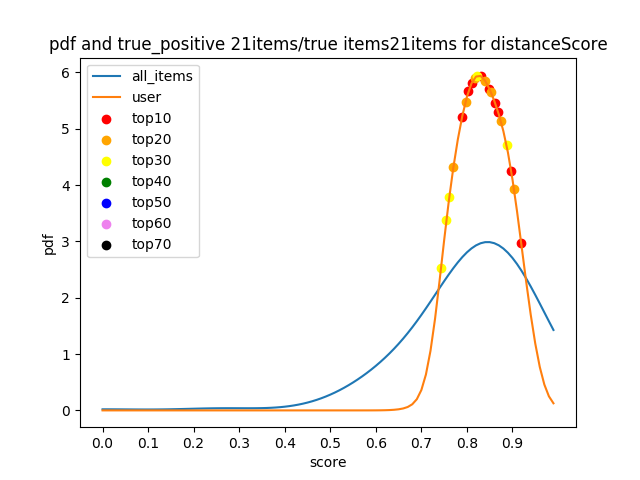 pdf and true_positive 21items/true items21items for distanceScore
all_items
user
top10
top20
top30
top40
top50
top60
top70
pdf
6
5
4
3
2
1
0
0.0 0.1 0.2 0.3 0.4 0.5 0.6 0.7 0.8 0.9
score